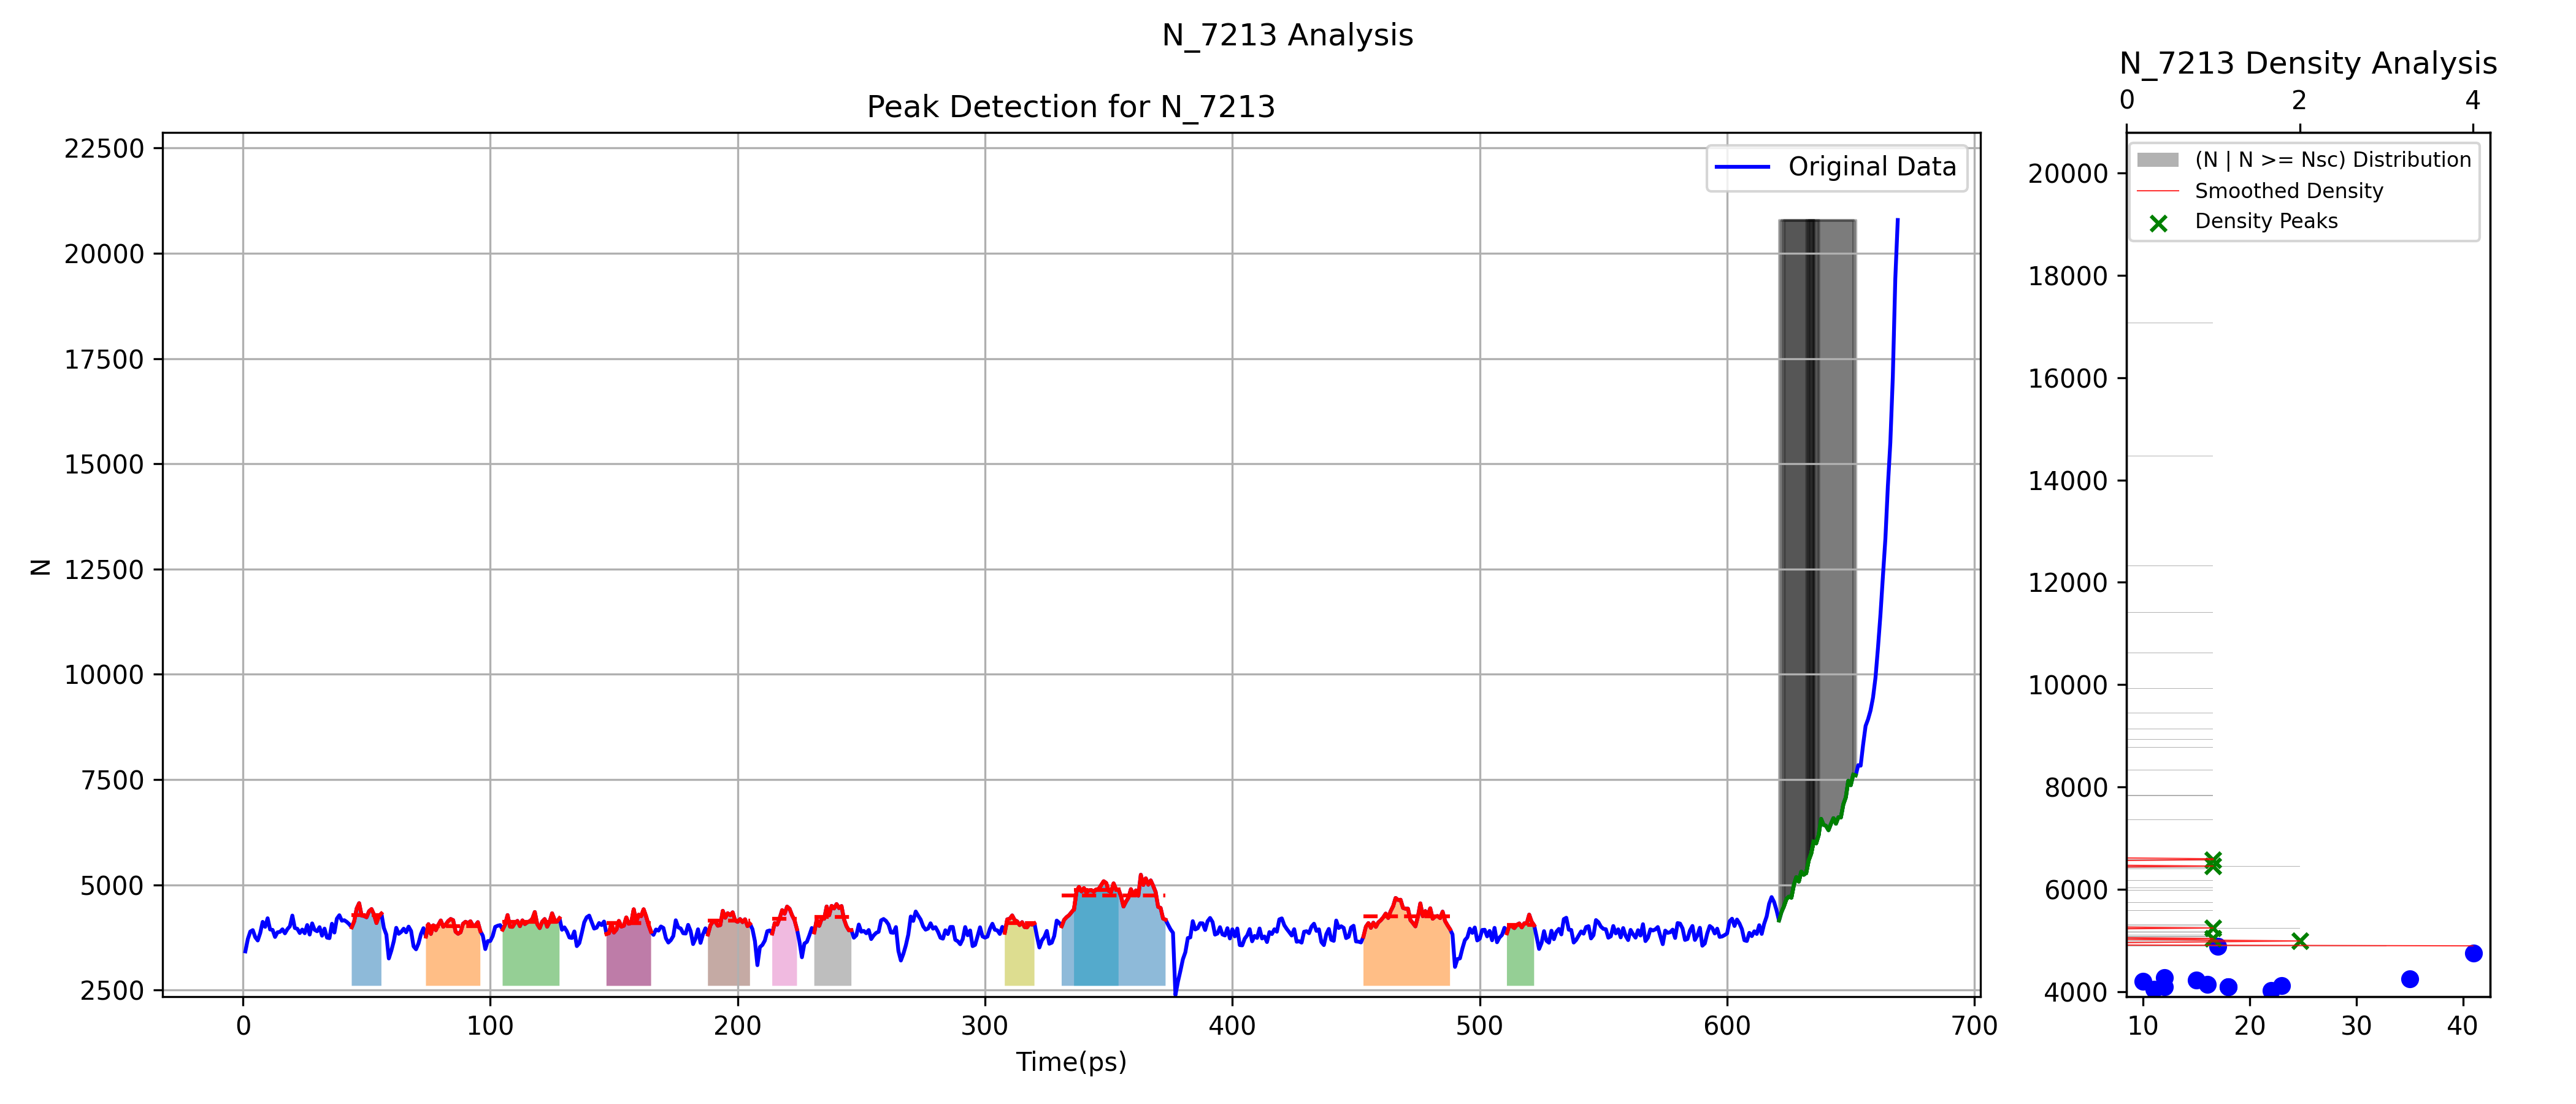 N_7213 Analysis
Peak Detection for N_7213
N
22500
20000
17500
15000
12500
10000
7500
5000
2500
0 100 200 300 400 500 600 700
Time(ps)
Original Data
N_7213 Density Analysis
0 2 4
(N | N >= Nsc) Distribution
Smoothed Density
Density Peaks
20000
18000
16000
14000
12000
10000
8000
6000
4000
10 20 30 40